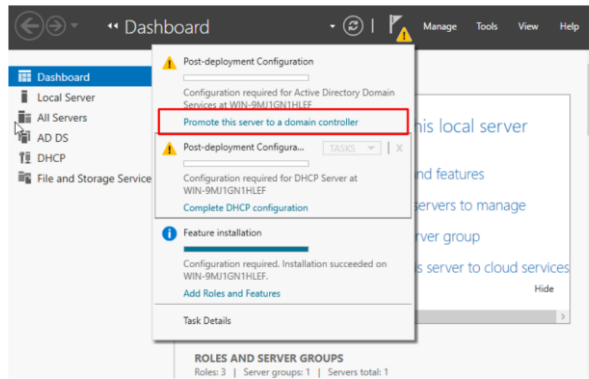 Dashboard
Manage Tools View Help
Dashboard
Local Server
All Servers
AD DS
DHCP
File and Storage Service
Post-deployment Configuration
Configuration required for Active Directory Domain
Services at WIN-9MJ1GN1HLEF
Promote this server to a domain controller
Post-deployment Configura... TASKS X
Configuration required for DHCP Server at
WIN-9MJ1GN1HLEF
Complete DHCP configuration
Feature installation
Configuration required. Installation succeeded on
WIN-9MJ1GN1HLEF.
Add Roles and Features
Task Details
his local server
nd features
servers to manage
rver group
s server to cloud services
Hide
ROLES AND SERVER GROUPS
Roles: 3 | Server groups: 1 | Servers total: 1